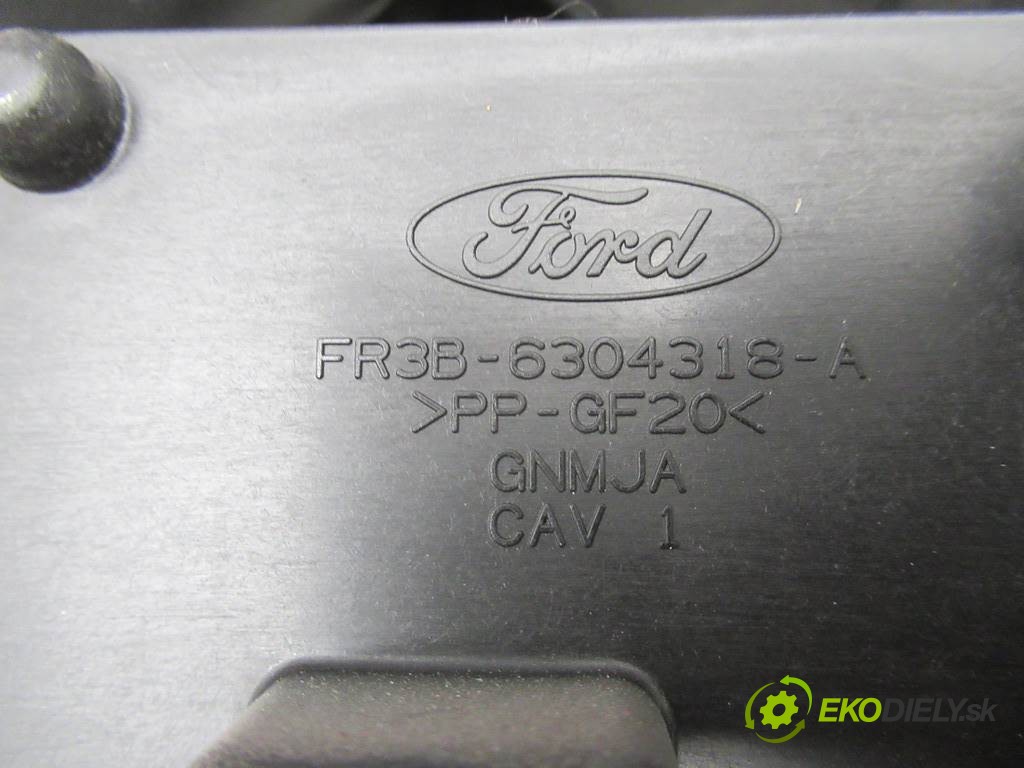 Ford
FR3B-6304318-A
>PP-GF20<
GNMJA
CAV 1
EKODIELY.sk